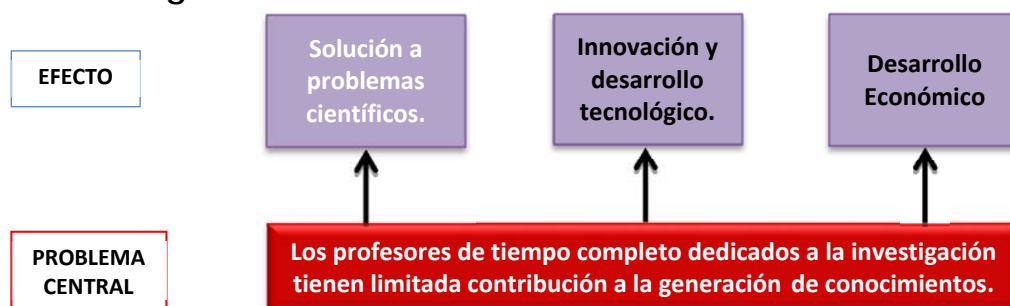 EFECTO
Solución a
problemas
científicos.
Innovación y
desarrollo
tecnológico.
Desarrollo
Económico
PROBLEMA
CENTRAL
Los profesores de tiempo completo dedicados a la investigación
tienen limitada contribución a la generación de conocimientos.